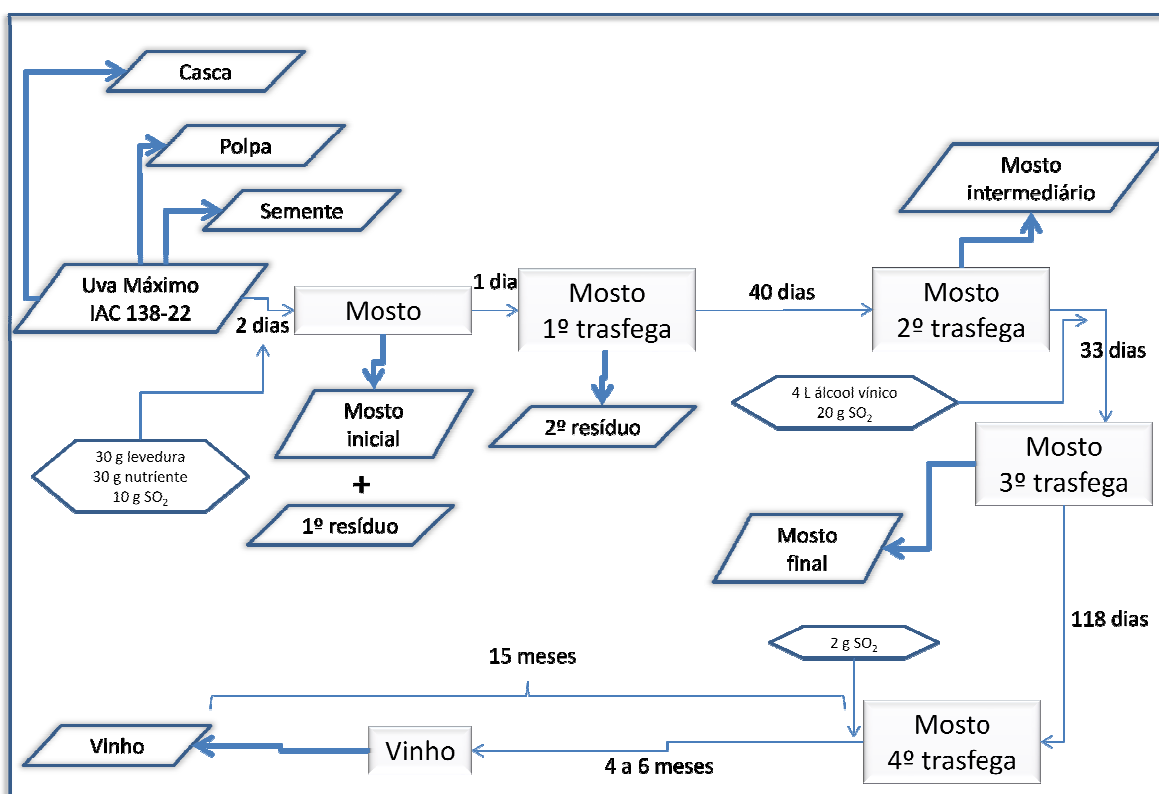 Casca
Polpa
Semente
Uva Máximo
IAC 138-22
2 dias
30 g levedura
30 g nutriente
10 g SO₂
Mosto
Mosto
inicial
+
1º resíduo
1 dia
Mosto
1º trasfega
2º resíduo
40 dias
Mosto
2º trasfega
Mosto
intermediário
4 L álcool vínico
20 g SO₂
33 dias
Mosto
3º trasfega
Mosto
final
118 dias
2 g SO₂
Mosto
4º trasfega
15 meses
4 a 6 meses
Vinho
Vinho